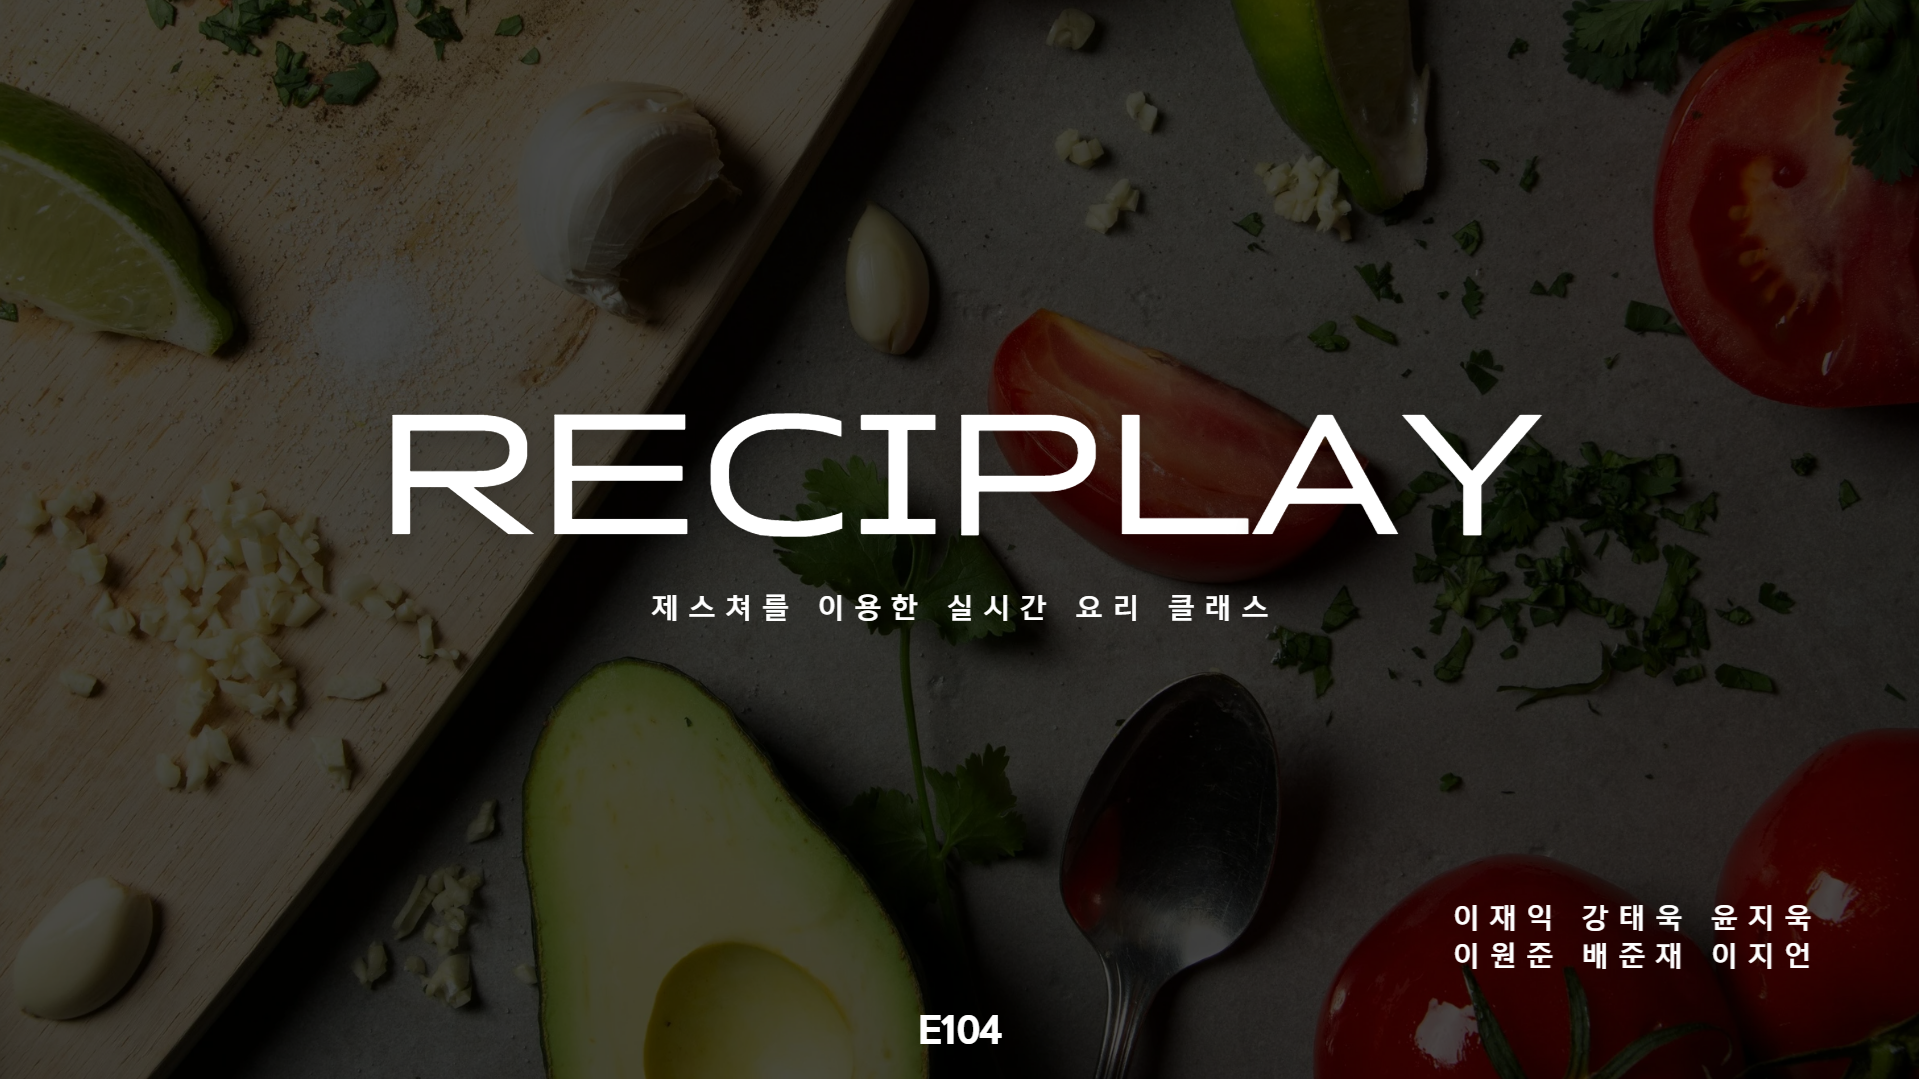 RECIPLAY
제스쳐를 이용한 실시간 요리 클래스
이재익 강태욱 윤지욱
이원준 배준재 이지언
E104